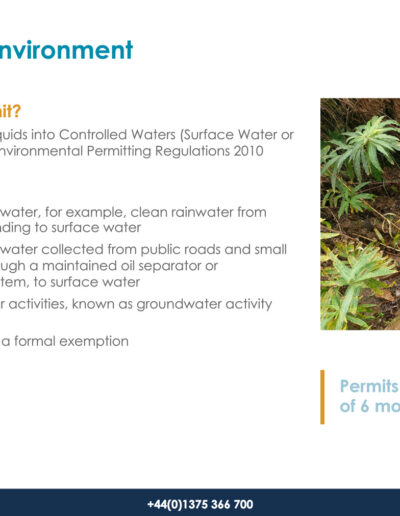 nvironment
it?
quids into Controlled Waters (Surface Water or
nvironmental Permitting Regulations 2010
water, for example, clean rainwater from
nding to surface water
water collected from public roads and small
ugh a maintained oil separator or
tem, to surface water
r activities, known as groundwater activity
a formal exemption
Permits
of 6 mo
+44(0)1375 366 700